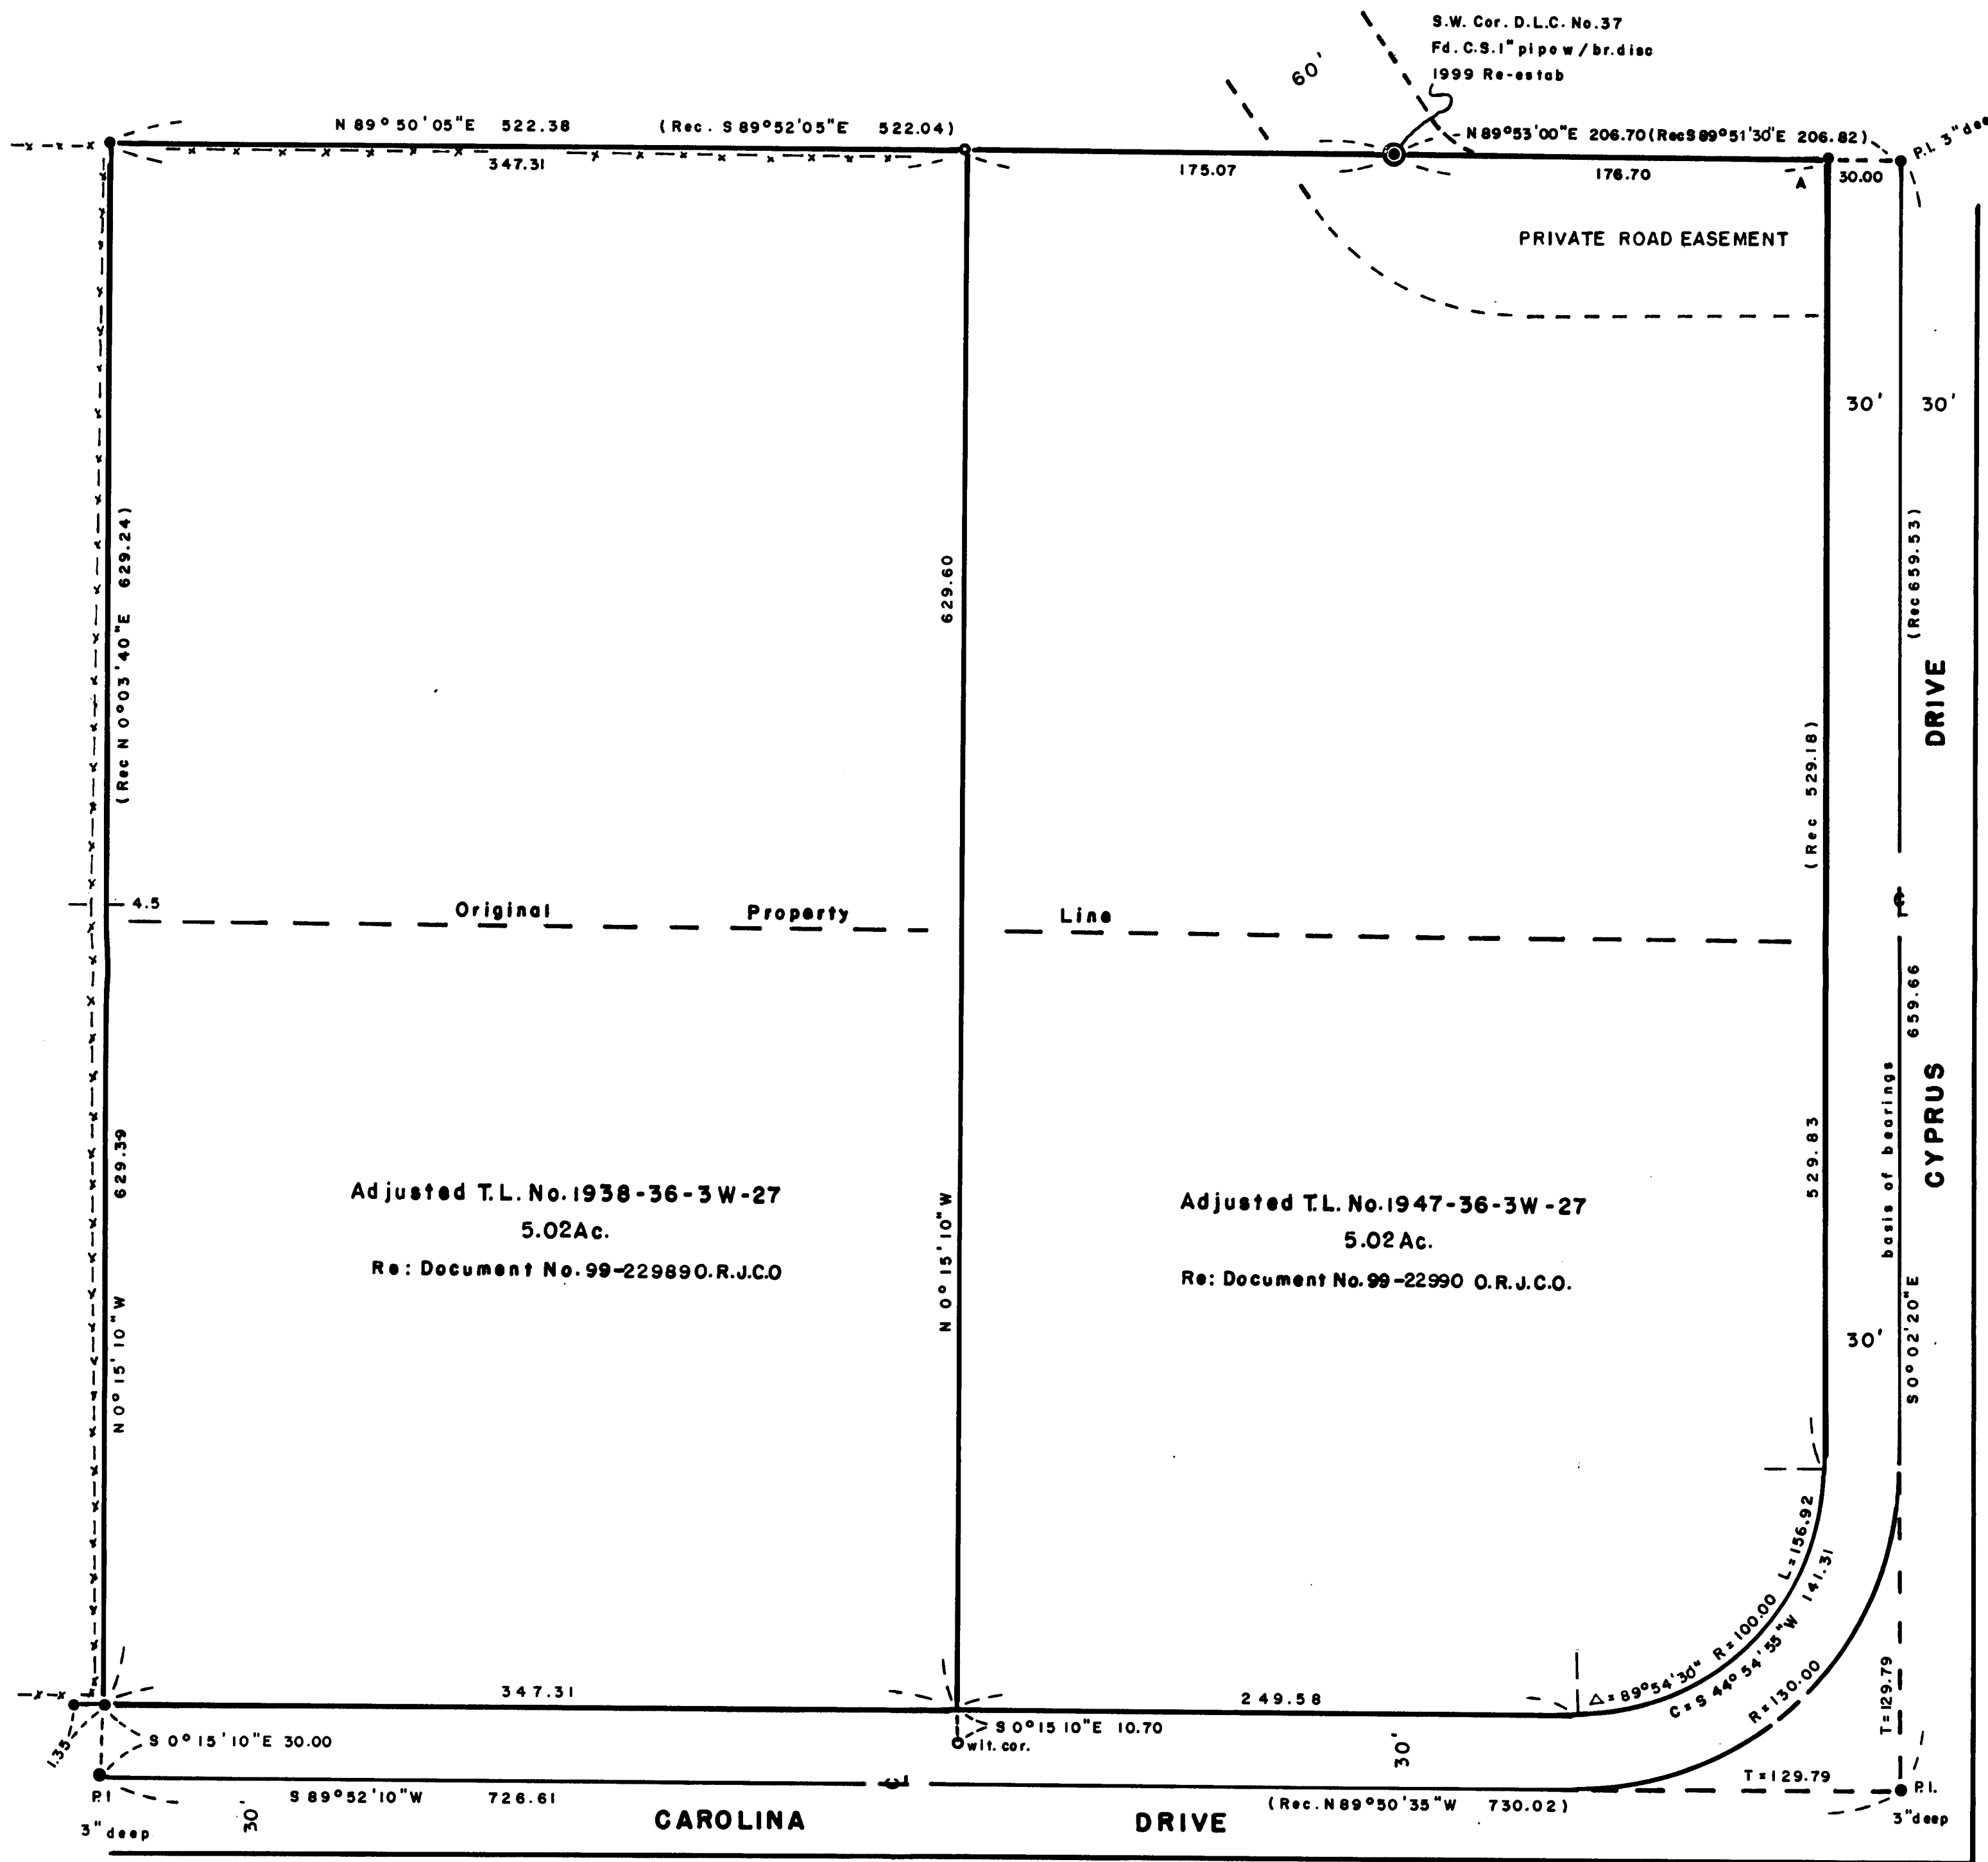 S.W. Cor. D.L.C. No.37
Fd. C.S.1" pipe w/br.disc
1999 Re-estab
60'
N 89° 50' 05" E 522.38 (Rec. S 89° 52' 05" E 522.04)
N 89° 53' 00" E 206.70 (Rec S 89° 51' 30" E 206.82)
P.I. 3" deep
347.31
175.07
176.70
A
30.00
PRIVATE ROAD EASEMENT
30'
30'
(Rec N 0° 03' 40" E 629.24)
629.60
(Rec 659.53)
DRIVE
(Rec 529.18)
4.5
Original Property Line
659.66
basis of bearings
CYPRUS
629.39
529.83
Adjusted T.L. No. 1938-36-3W-27
5.02 Ac.
Re: Document No. 99-22989 O.R.J.C.O
Adjusted T.L. No. 1947-36-3W-27
5.02 Ac.
Re: Document No. 99-22990 O.R.J.C.O.
N 0° 15' 10" W
N 0° 15' 10" W
S 0° 02' 20" E
30'
Δ = 89° 54' 30" R = 100.00 L = 156.92
C = S 44° 54' 55" W 141.31
R = 130.00
T = 129.79
347.31
249.58
S 0° 15 10" E 10.70
wit. cor.
1.35
S 0° 15' 10" E 30.00
30'
T = 129.79
P.I
3" deep
S 89° 52' 10" W 726.61
30'
(Rec. N 89° 50' 35" W 730.02)
P.I.
3" deep
CAROLINA DRIVE